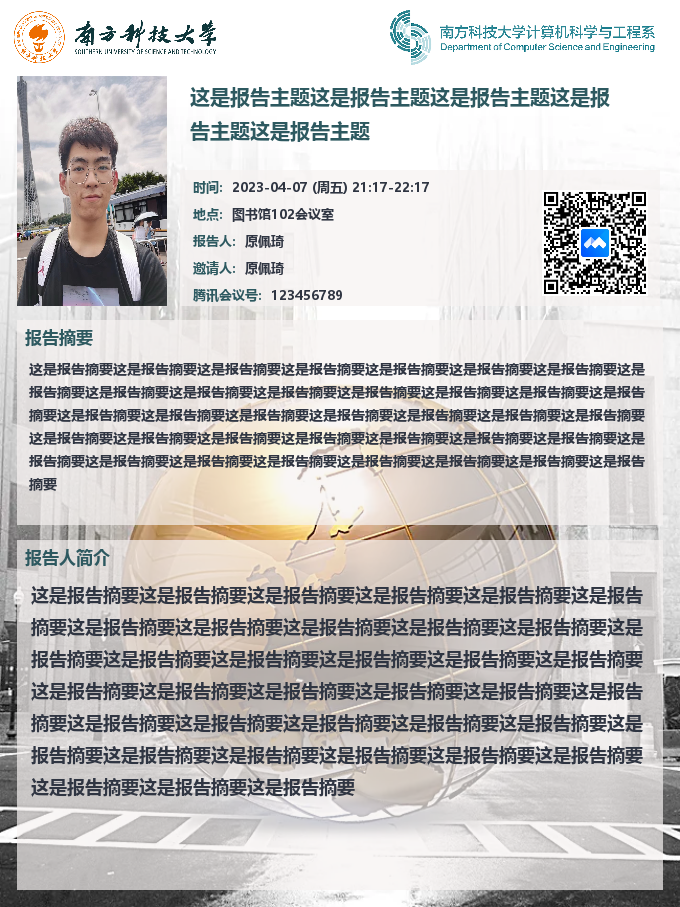 南方科技大学
SOUTHERN UNIVERSITY OF SCIENCE AND TECHNOLOGY
南方科技大学计算机科学与工程系
Department of Computer Science and Engineering
这是报告主题这是报告主题这是报告主题这是报
告主题这是报告主题
时间: 2023-04-07 (周五) 21:17-22:17
地点: 图书馆102会议室
报告人: 原佩琦
邀请人: 原佩琦
腾讯会议号: 123456789
报告摘要
这是报告摘要这是报告摘要这是报告摘要这是报告摘要这是报告摘要这是报告摘要这是报告摘要这是
报告摘要这是报告摘要这是报告摘要这是报告摘要这是报告摘要这是报告摘要这是报告摘要这是报告
摘要这是报告摘要这是报告摘要这是报告摘要这是报告摘要这是报告摘要这是报告摘要这是报告摘要
这是报告摘要这是报告摘要这是报告摘要这是报告摘要这是报告摘要这是报告摘要这是报告摘要这是
报告摘要这是报告摘要这是报告摘要这是报告摘要这是报告摘要这是报告摘要这是报告摘要这是报告
摘要
报告人简介
这是报告摘要这是报告摘要这是报告摘要这是报告摘要这是报告摘要这是报告
摘要这是报告摘要这是报告摘要这是报告摘要这是报告摘要这是报告摘要这是
报告摘要这是报告摘要这是报告摘要这是报告摘要这是报告摘要这是报告摘要
这是报告摘要这是报告摘要这是报告摘要这是报告摘要这是报告摘要这是报告
摘要这是报告摘要这是报告摘要这是报告摘要这是报告摘要这是报告摘要这是
报告摘要这是报告摘要这是报告摘要这是报告摘要这是报告摘要这是报告摘要
这是报告摘要这是报告摘要这是报告摘要